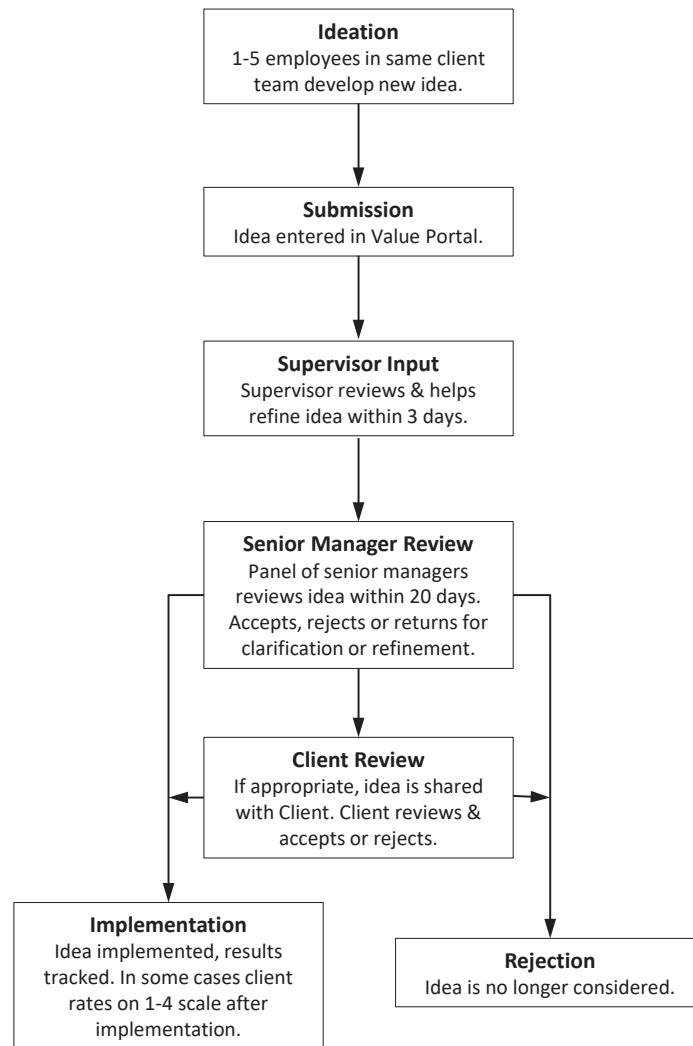 Ideation
1-5 employees in same client
team develop new idea.
Submission
Idea entered in Value Portal.
Supervisor Input
Supervisor reviews & helps
refine idea within 3 days.
Senior Manager Review
Panel of senior managers
reviews idea within 20 days.
Accepts, rejects or returns for
clarification or refinement.
Client Review
If appropriate, idea is shared
with Client. Client reviews &
accepts or rejects.
Implementation
Idea implemented, results
tracked. In some cases client
rates on 1-4 scale after
implementation.
Rejection
Idea is no longer considered.